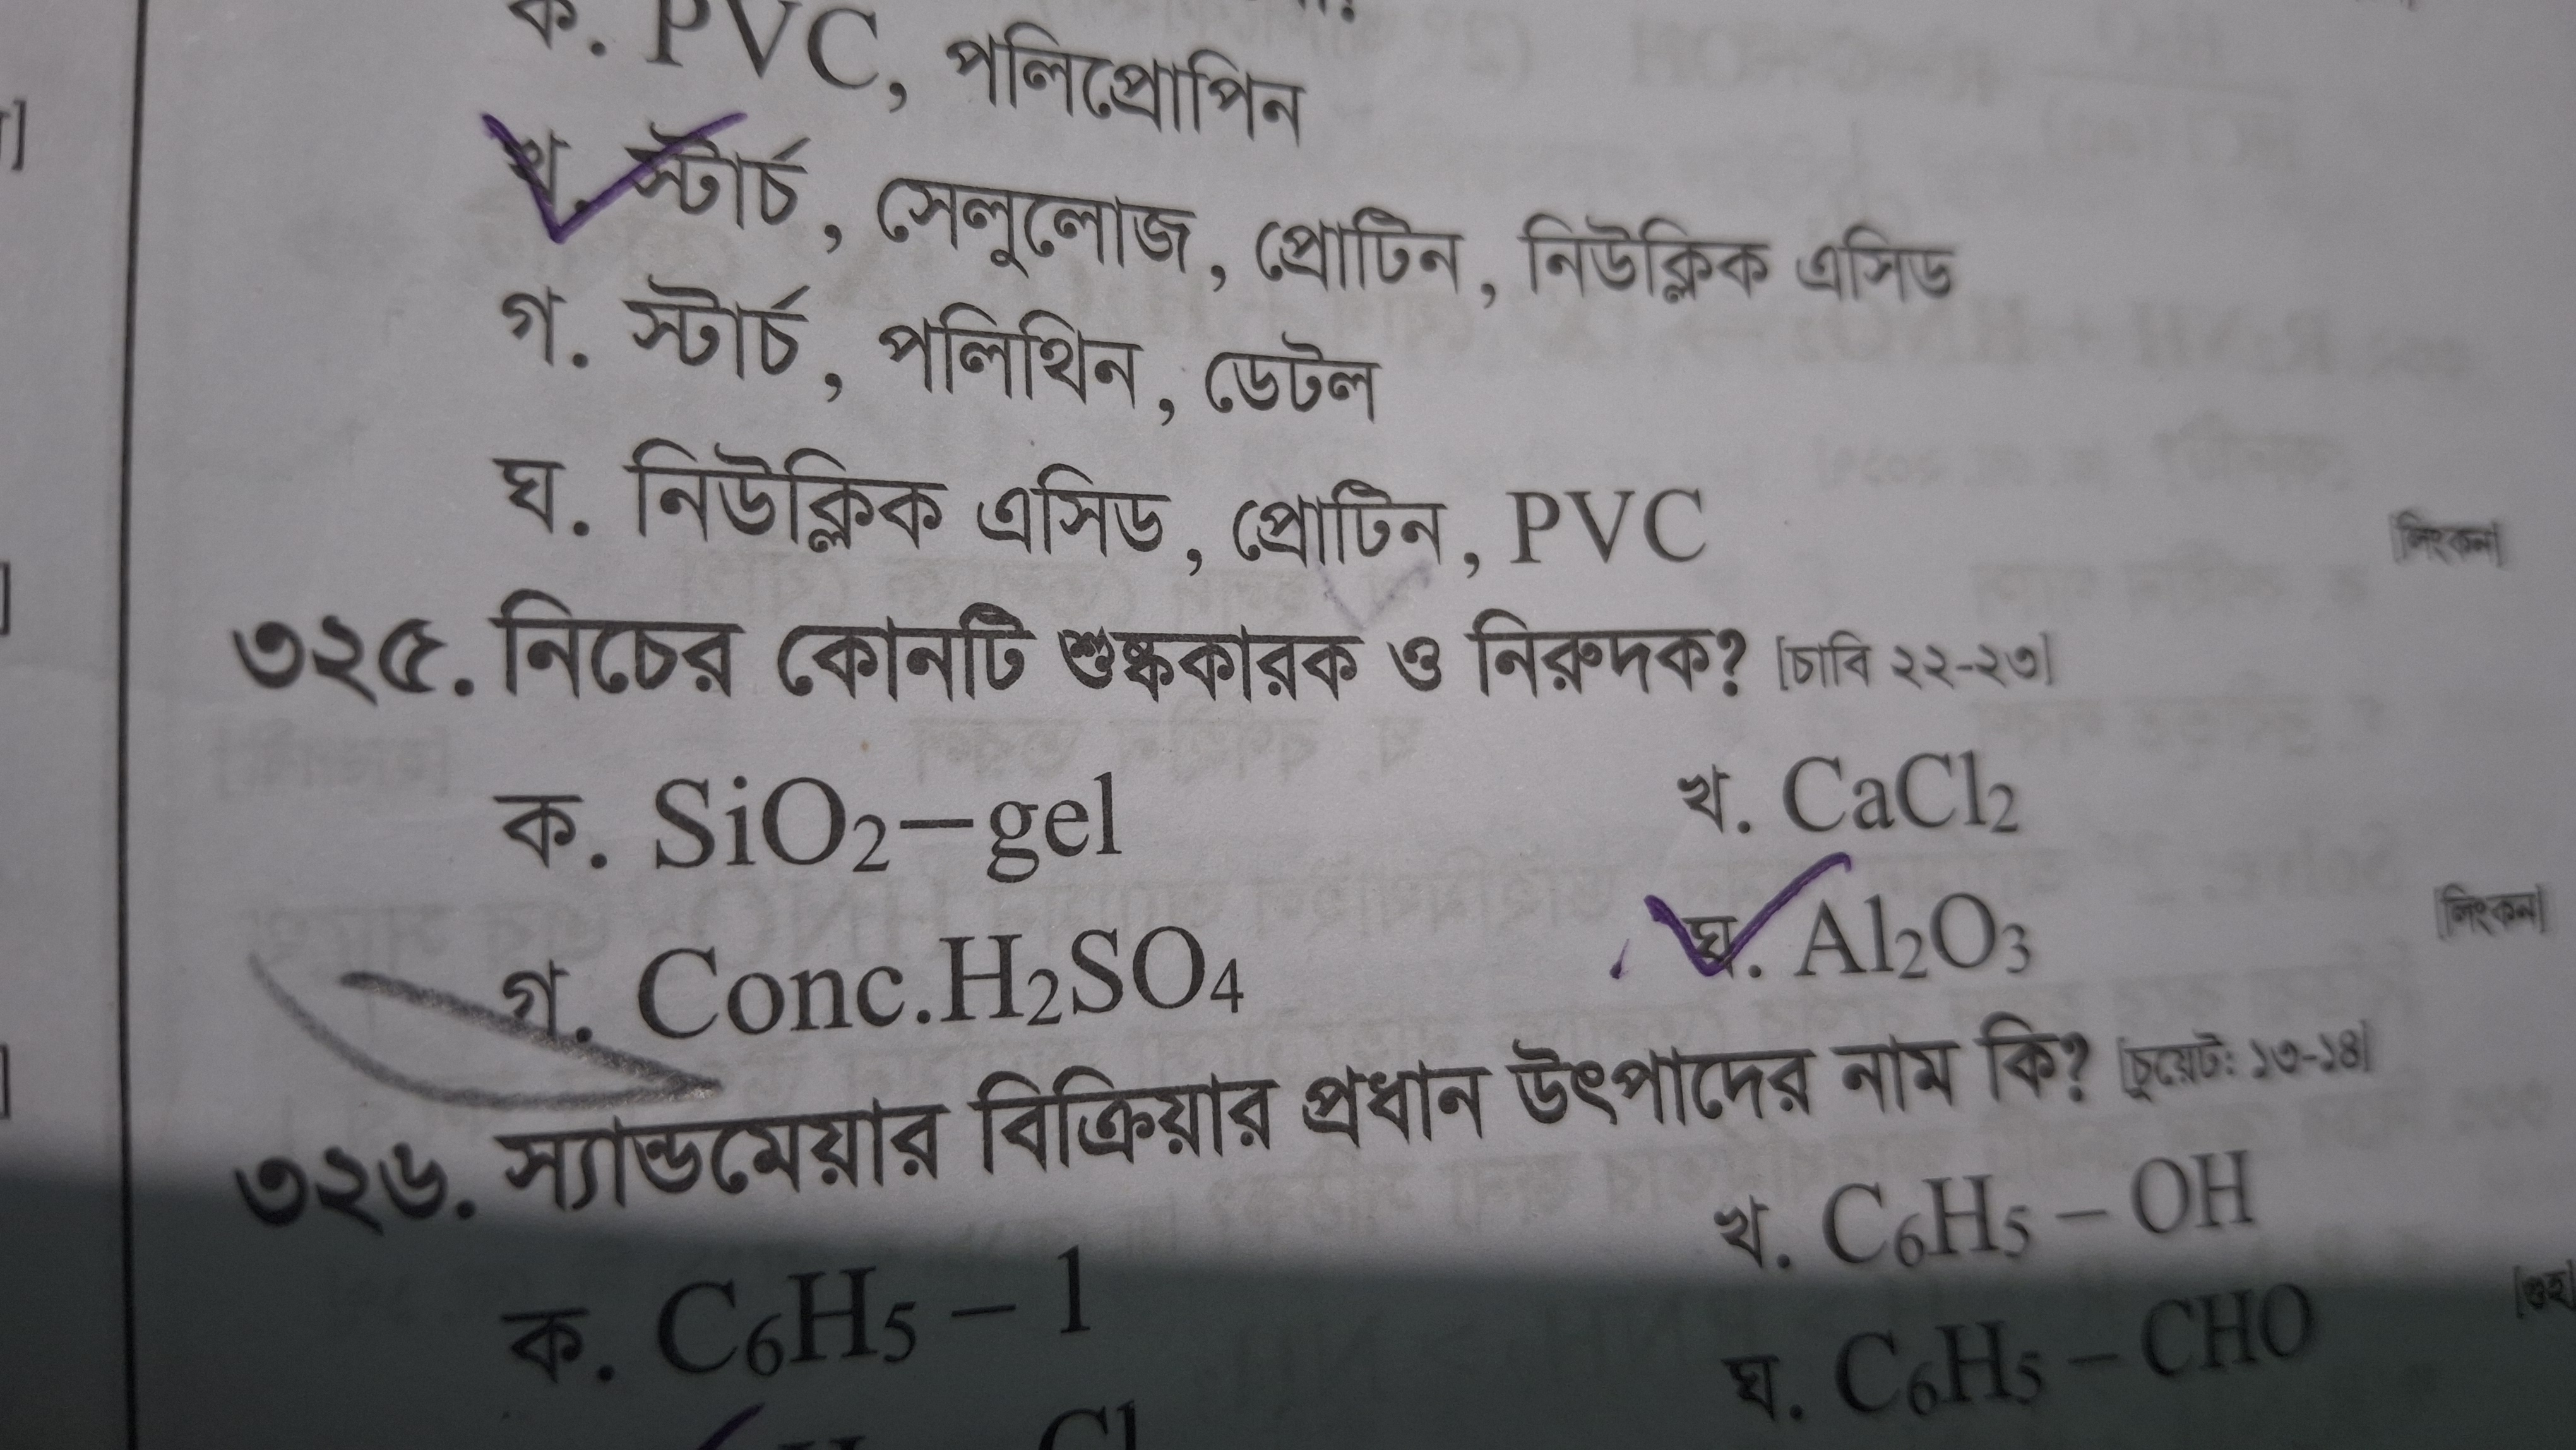 ক. PVC, পলিপ্রোপিন
খ. স্টার্চ, সেলুলোজ, প্রোটিন, নিউক্লিক এসিড
গ. স্টার্চ, পলিথিন, ডেটল
ঘ. নিউক্লিক এসিড, প্রোটিন, PVC
[লিংকন]
৩২৫. নিচের কোনটি শুষ্ককারক ও নিরুদক? [ঢাবি ২২-২৩]
ক. SiO₂−gel খ. CaCl₂
গ. Conc.H₂SO₄ ঘ. Al₂O₃
[লিংকন]
৩২৬. স্যান্ডমেয়ার বিক্রিয়ার প্রধান উৎপাদের নাম কি? [চুয়েট: ১৩-১৪]
ক. C₆H₅ − 1 খ. C₆H₅ − OH
ঘ. C₆H₅ − CHO